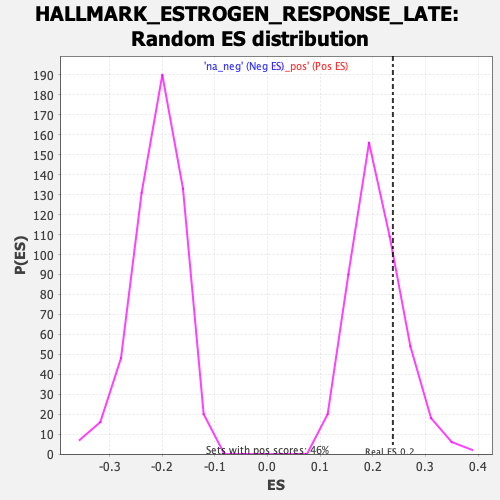 HALLMARK_ESTROGEN_RESPONSE_LATE:
Random ES distribution
'na_neg' (Neg ES)_pos' (Pos ES)
190
180
170
160
150
140
130
120
110
100
90
80
70
60
50
40
30
20
10
0
P(ES)
Sets with pos scores: 46%
Real ES 0.2
-0.3 -0.2 -0.1 0.0 0.1 0.2 0.3 0.4
ES